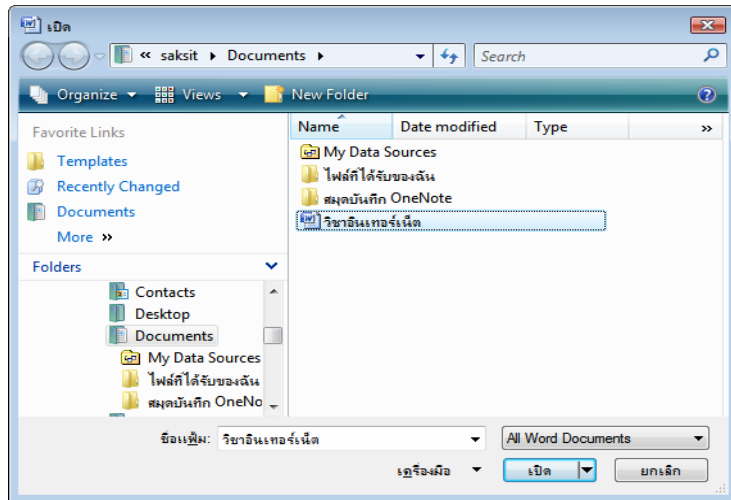 เปิด
« saksit ▸ Documents ▸ Search
Organize Views New Folder
Favorite Links
Templates
Recently Changed
Documents
More »
Folders
Contacts
Desktop
Documents
My Data Sources
ไฟล์ที่ได้รับของฉัน
สมุดบันทึก OneNo
Name Date modified Type »
My Data Sources
ไฟล์ที่ได้รับของฉัน
สมุดบันทึก OneNote
วิชาอินเทอร์เน็ต
ชื่อแฟ้ม: วิชาอินเทอร์เน็ต All Word Documents
เครื่องมือ เปิด ยกเลิก